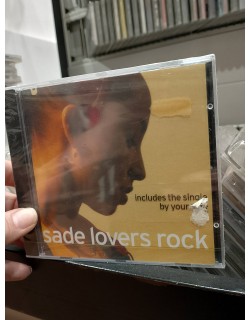 includes the single
by your
sade lovers rock